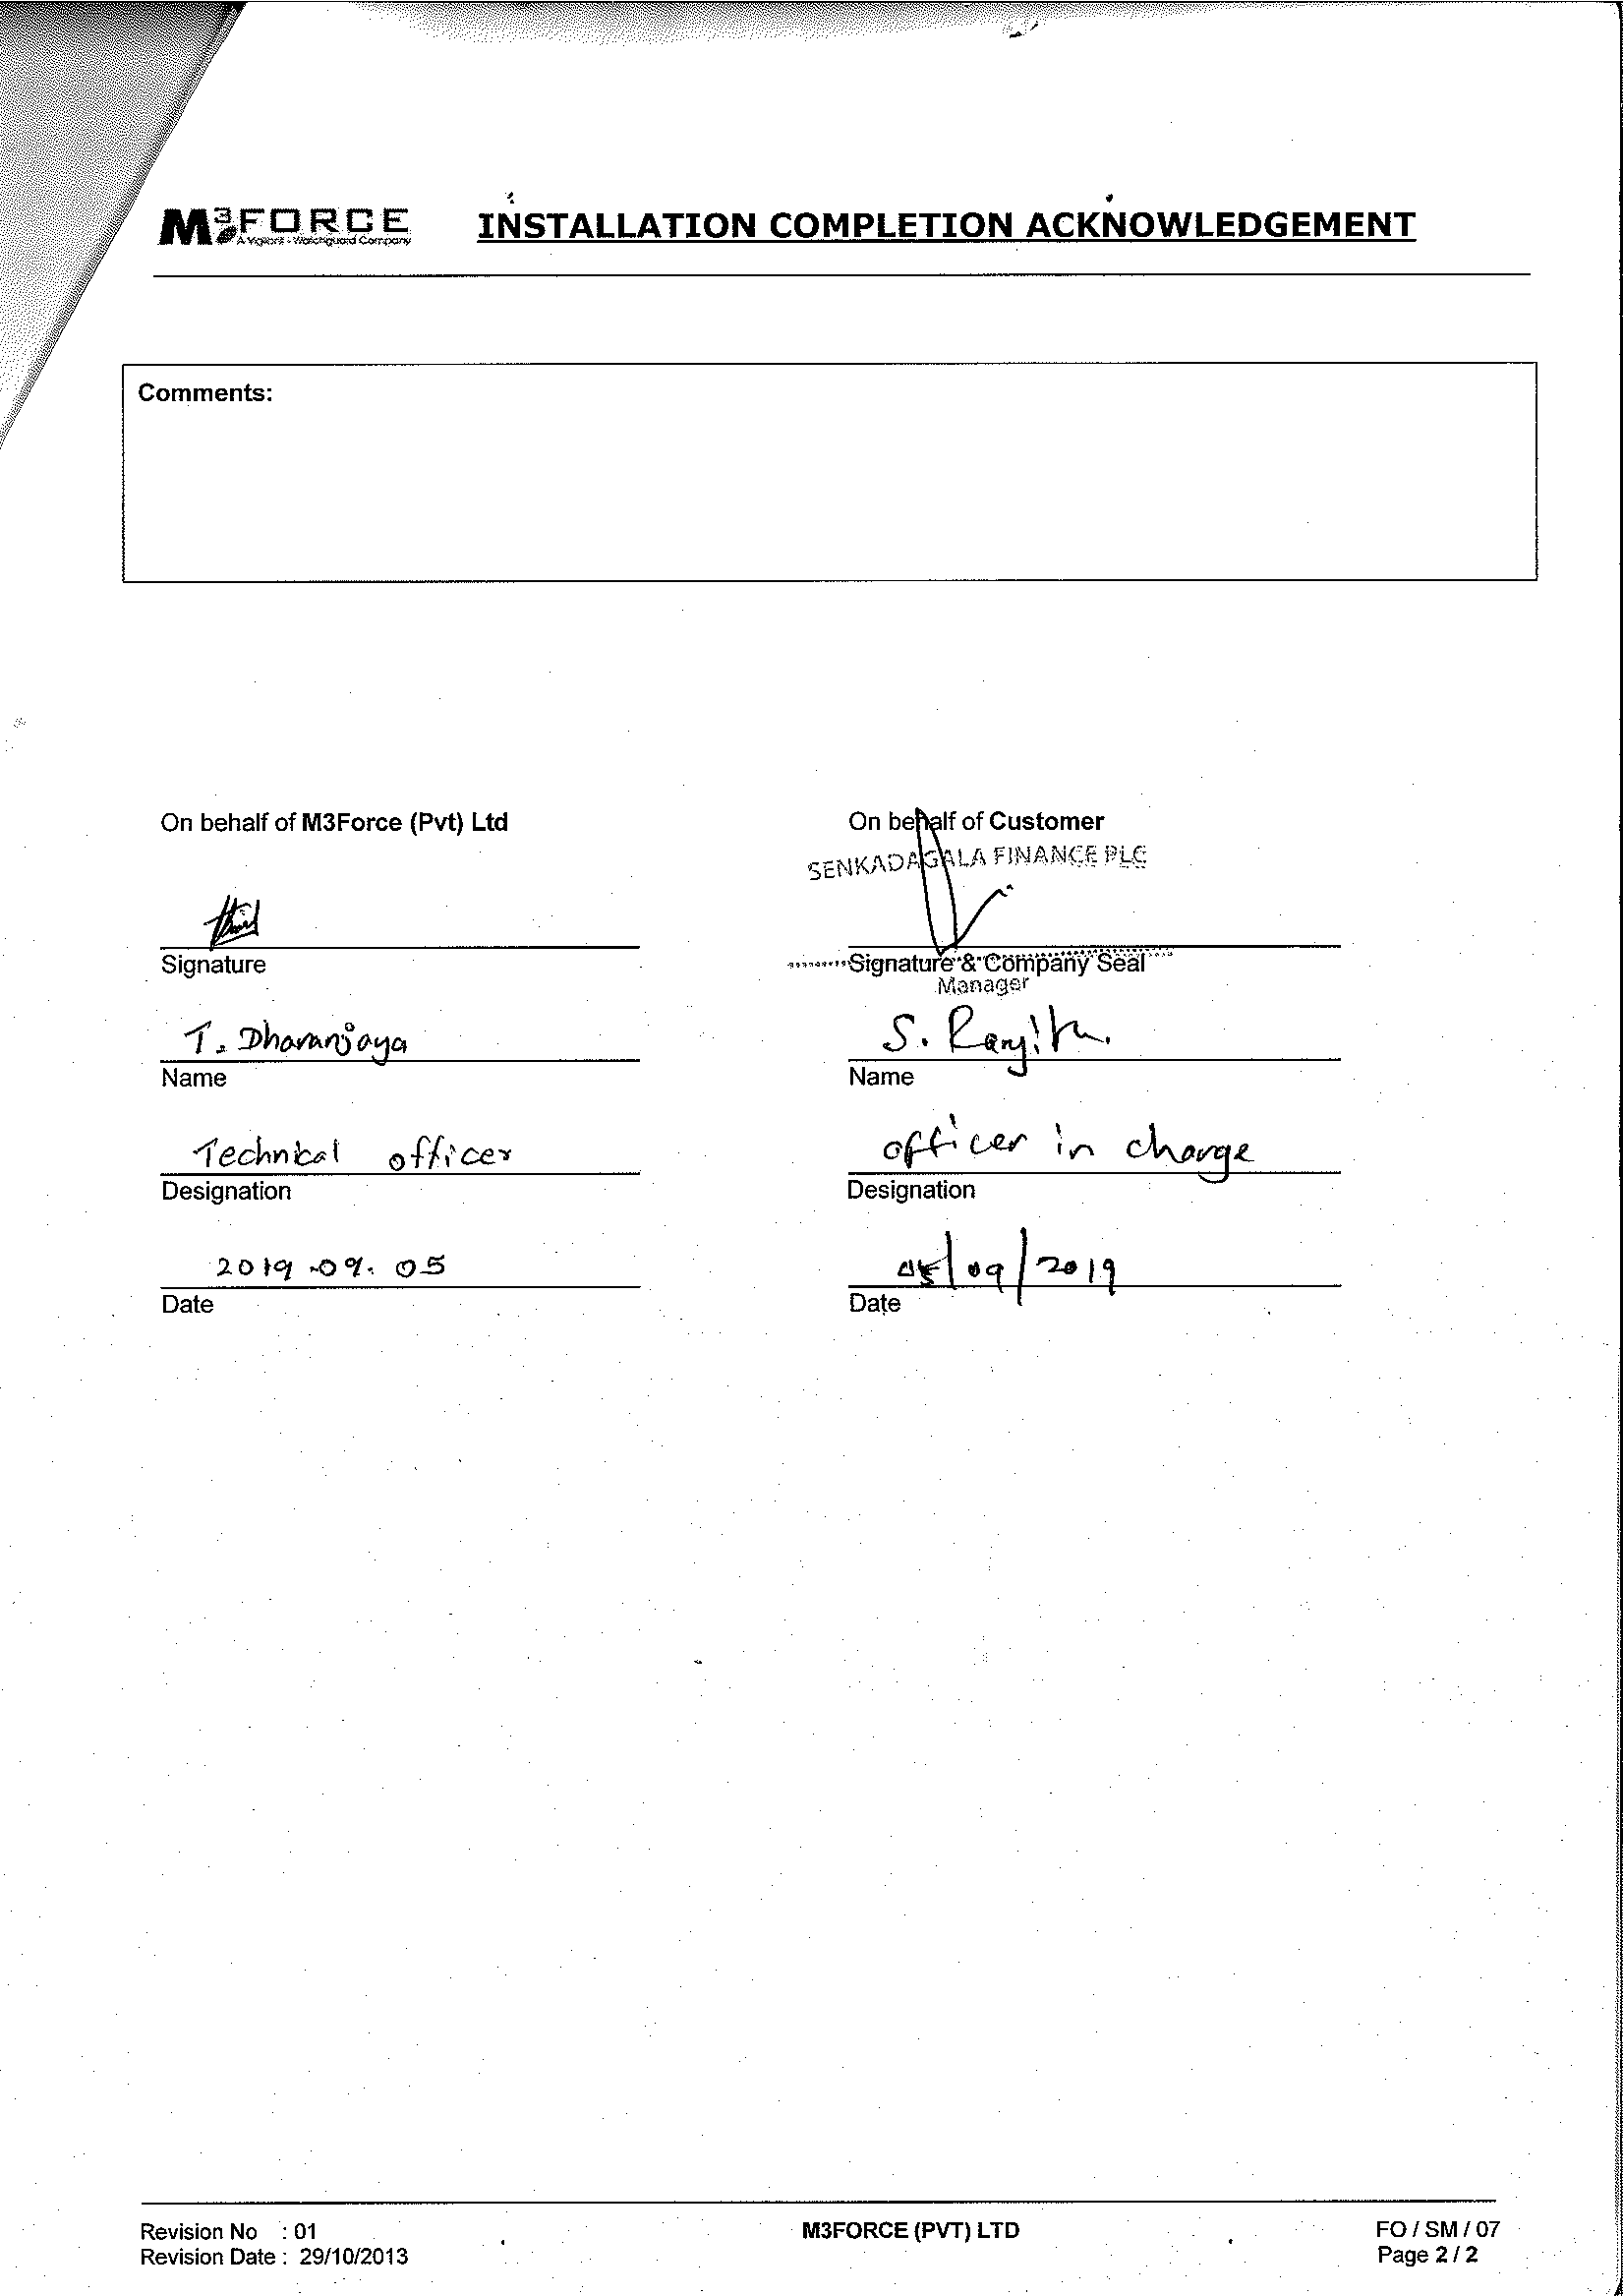 M3FORCE
A Vigilant - Watchguard Company
INSTALLATION COMPLETION ACKNOWLEDGEMENT
Comments:
On behalf of M3Force (Pvt) Ltd
On behalf of Customer
SENKADAGALA FINANCE PLC
Signature
Signature & Company Seal
Manager
T. Dhananjaya
S. Ranjith.
Name
Name
Technical officer
officer in charge
Designation
Designation
2019.09.05
05/09/2019
Date
Date
Revision No : 01
M3FORCE (PVT) LTD
FO / SM / 07
Revision Date : 29/10/2013
Page 2 / 2